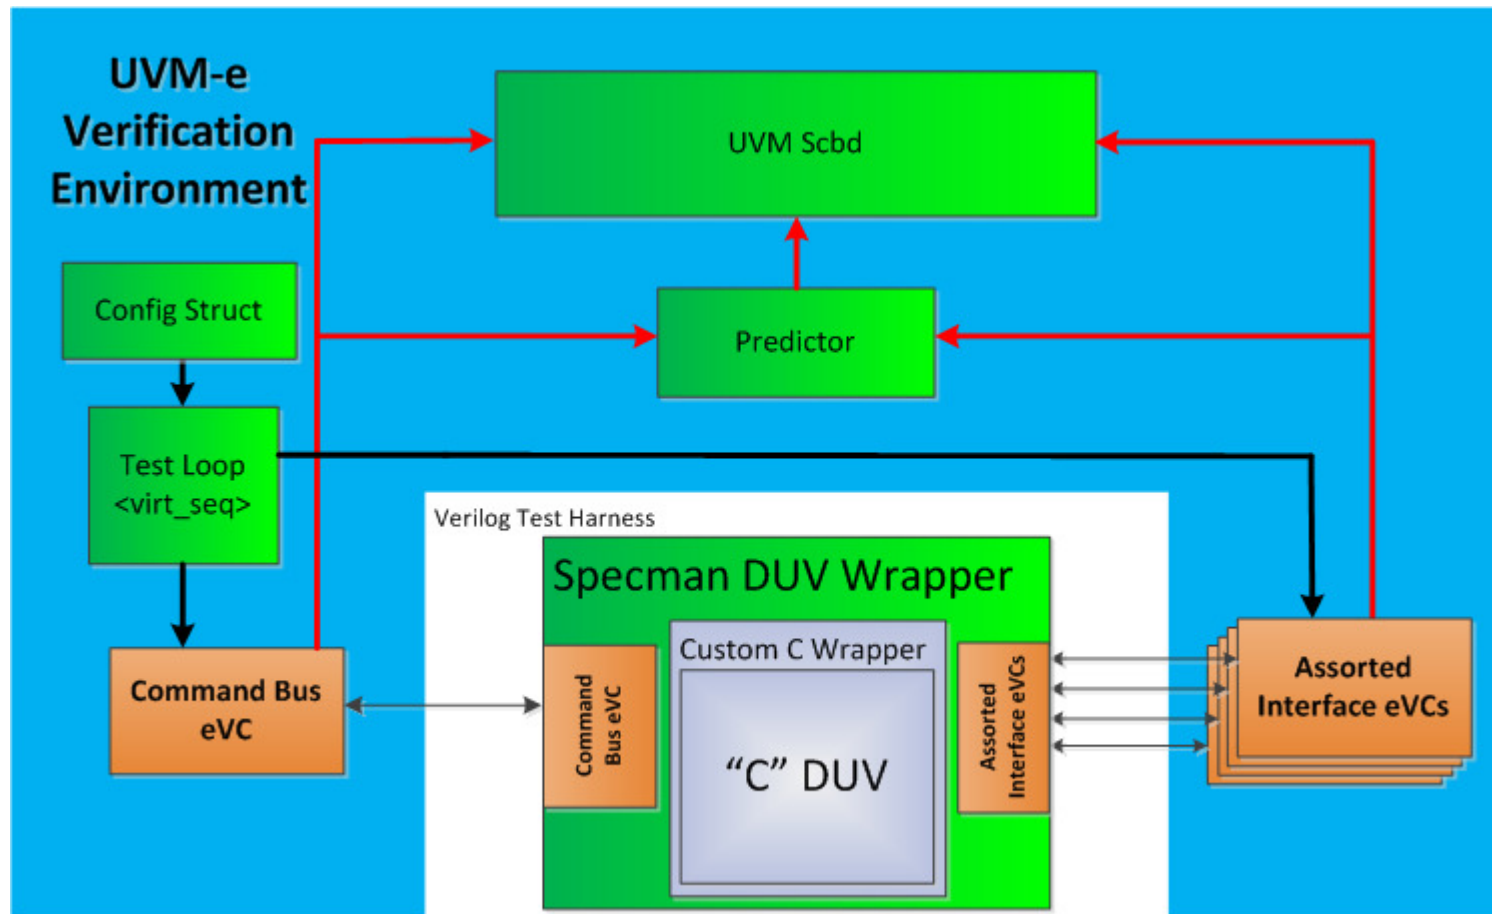 UVM-e
Verification
Environment
UVM Scbd
Config Struct
Predictor
Test Loop
<virt_seq>
Verilog Test Harness
Specman DUV Wrapper
Custom C Wrapper
Command Bus
eVC
Command
Bus eVC
“C” DUV
Assorted
Interface eVCs
Assorted
Interface eVCs